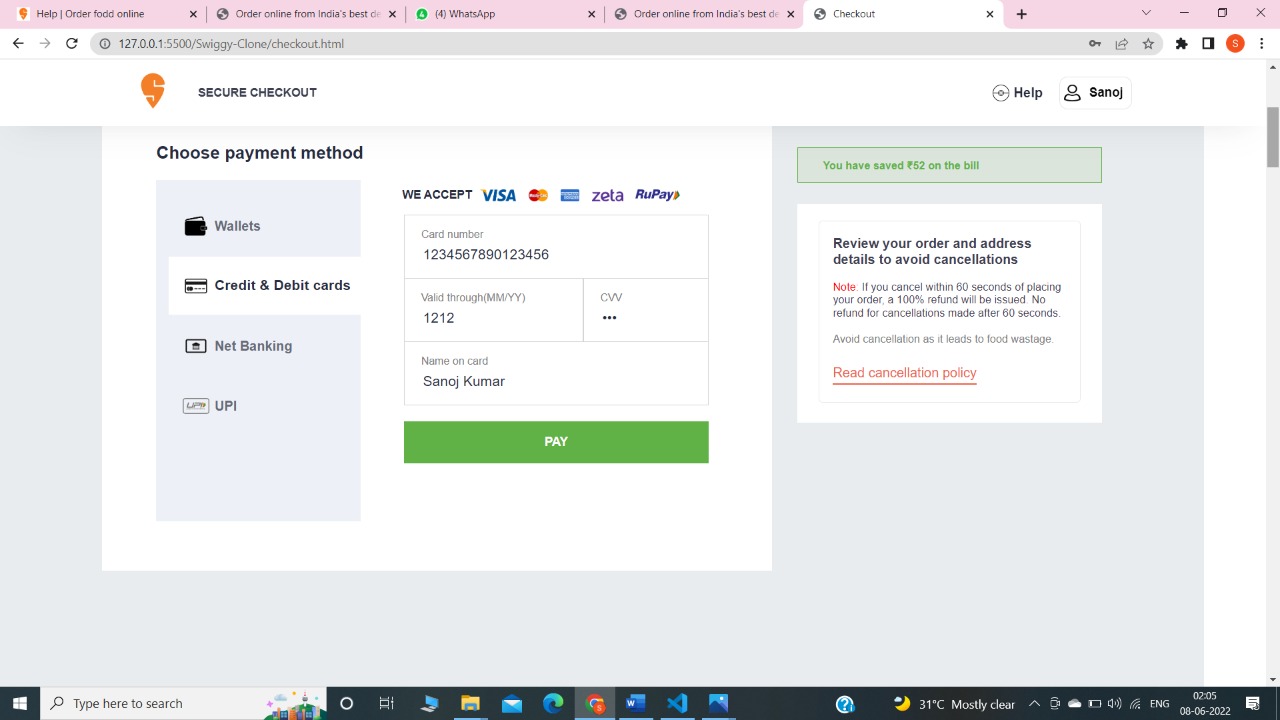 Help | Order fodd online
Order online from India's best de
(4) WhatsApp
Order online from India's best de
Checkout
127.0.0.1:5500/Swiggy-Clone/checkout.html
S
SECURE CHECKOUT
Help
Sanoj
Choose payment method
Wallets
Credit & Debit cards
Net Banking
UPI
WE ACCEPT VISA zeta RuPay
Card number
1234567890123456
Valid through(MM/YY)
1212
CVV
•••
Name on card
Sanoj Kumar
PAY
You have saved ₹52 on the bill
Review your order and address
details to avoid cancellations
Note: If you cancel within 60 seconds of placing
your order, a 100% refund will be issued. No
refund for cancellations made after 60 seconds.
Avoid cancellation as it leads to food wastage.
Read cancellation policy
Type here to search
31°C Mostly clear
ENG
02:05
08-06-2022